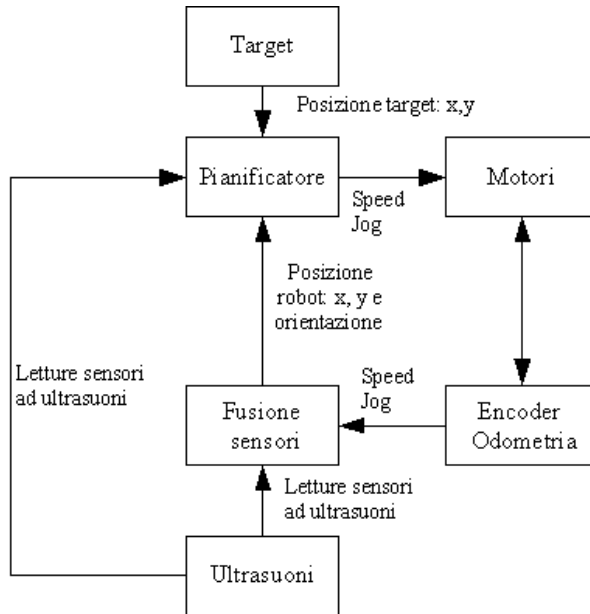 Target
Posizione target: x,y
Pianificatore
Motori
Speed
Jog
Posizione
robot: x, y e
orientazione
Letture sensori
ad ultrasuoni
Speed
Jog
Fusione
sensori
Encoder
Odometria
Letture sensori
ad ultrasuoni
Ultrasuoni